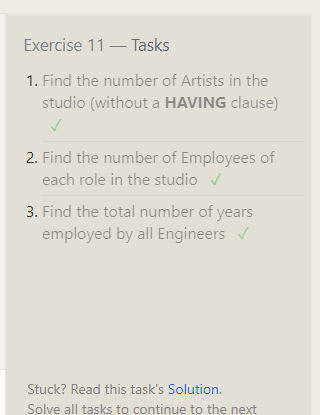 Exercise 11 — Tasks
1. Find the number of Artists in the
studio (without a HAVING clause)
✓
2. Find the number of Employees of
each role in the studio ✓
3. Find the total number of years
employed by all Engineers ✓
Stuck? Read this task's Solution.
Solve all tasks to continue to the next